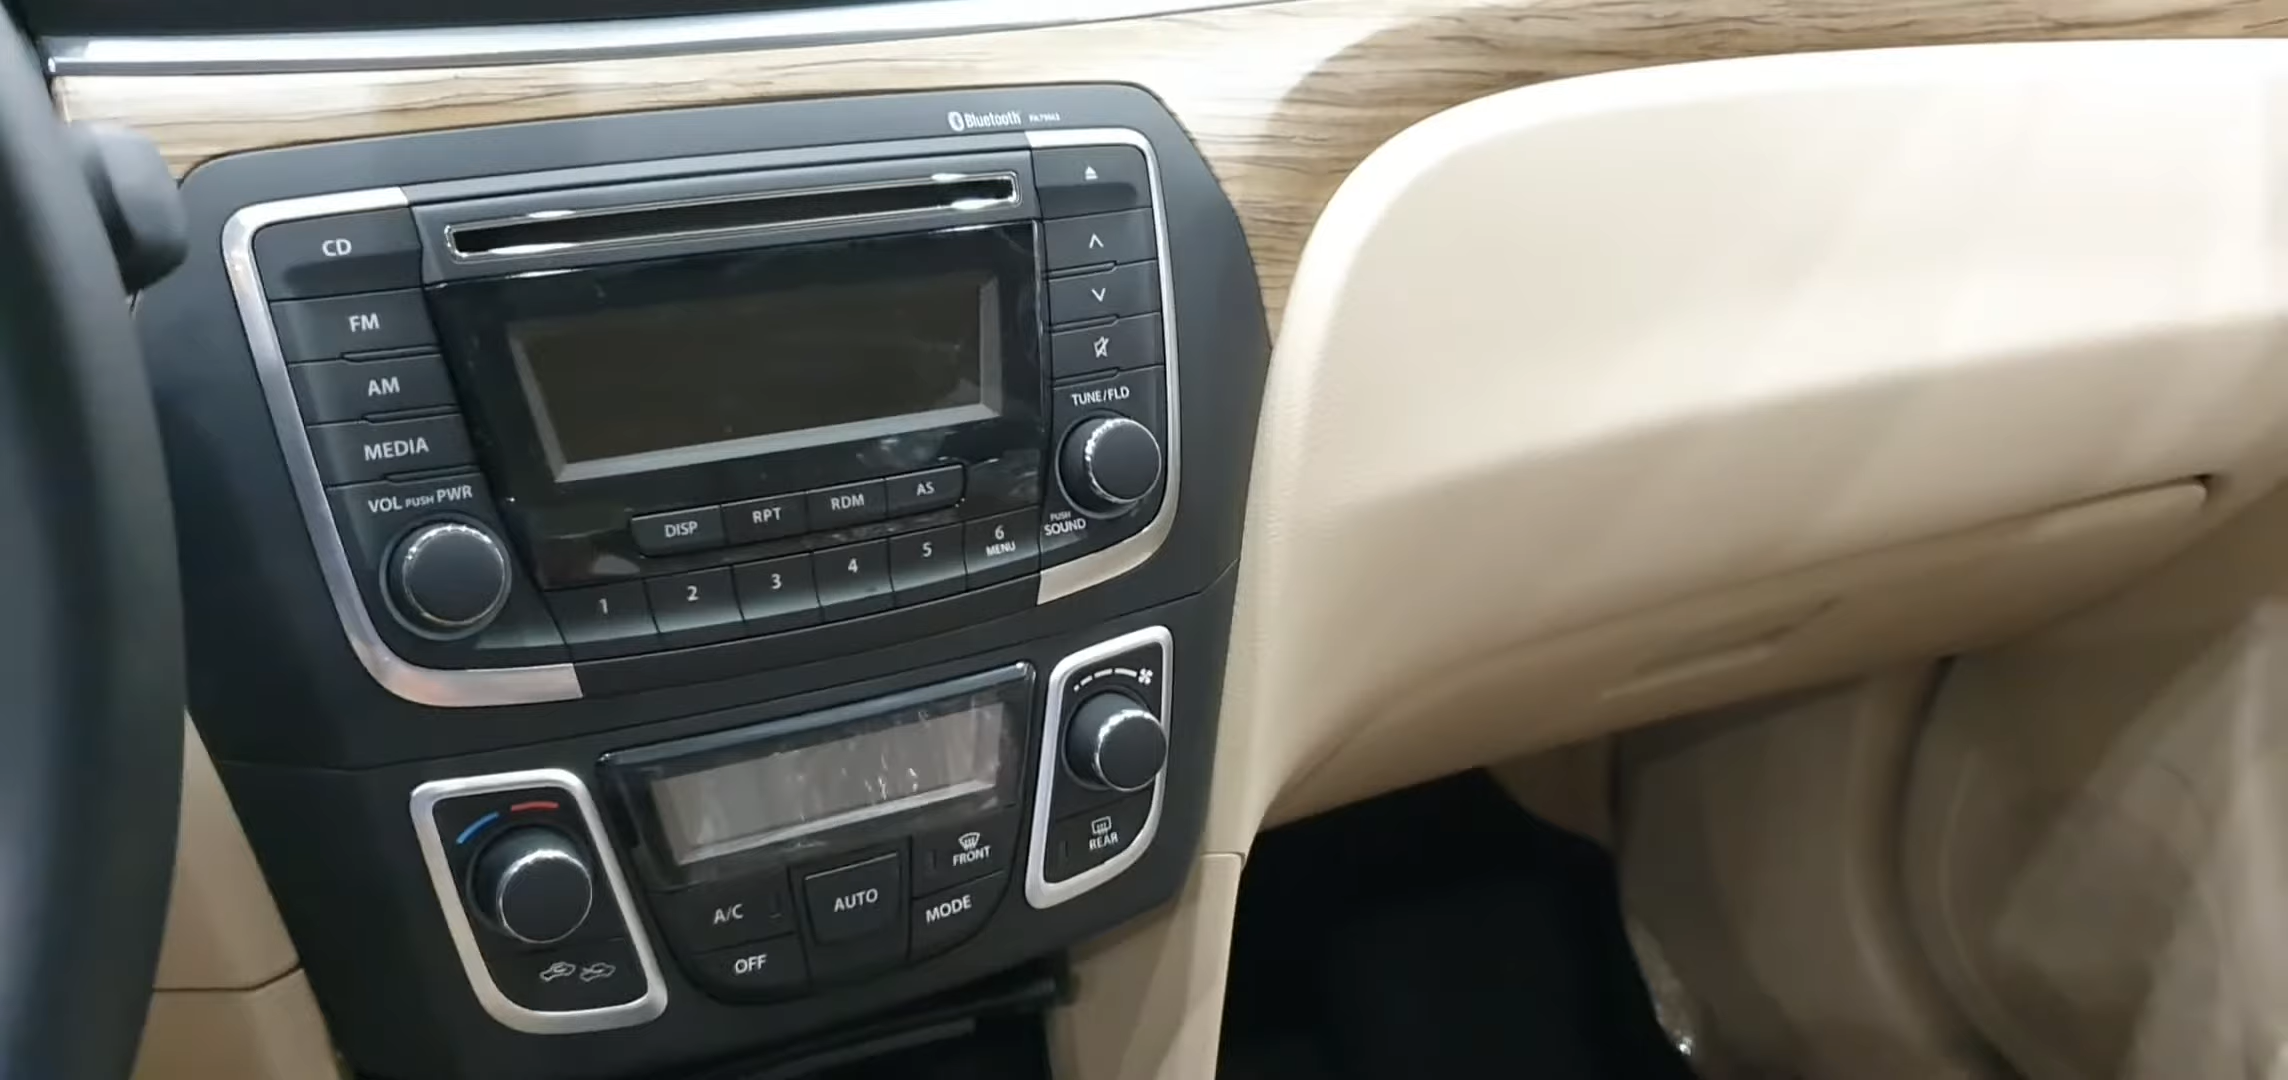 Bluetooth
CD
FM
AM
MEDIA
VOL PUSH PWR
TUNE/FLD
PUSH
SOUND
DISP
RPT
RDM
AS
1
2
3
4
5
6
MENU
FRONT
REAR
A/C
AUTO
MODE
OFF